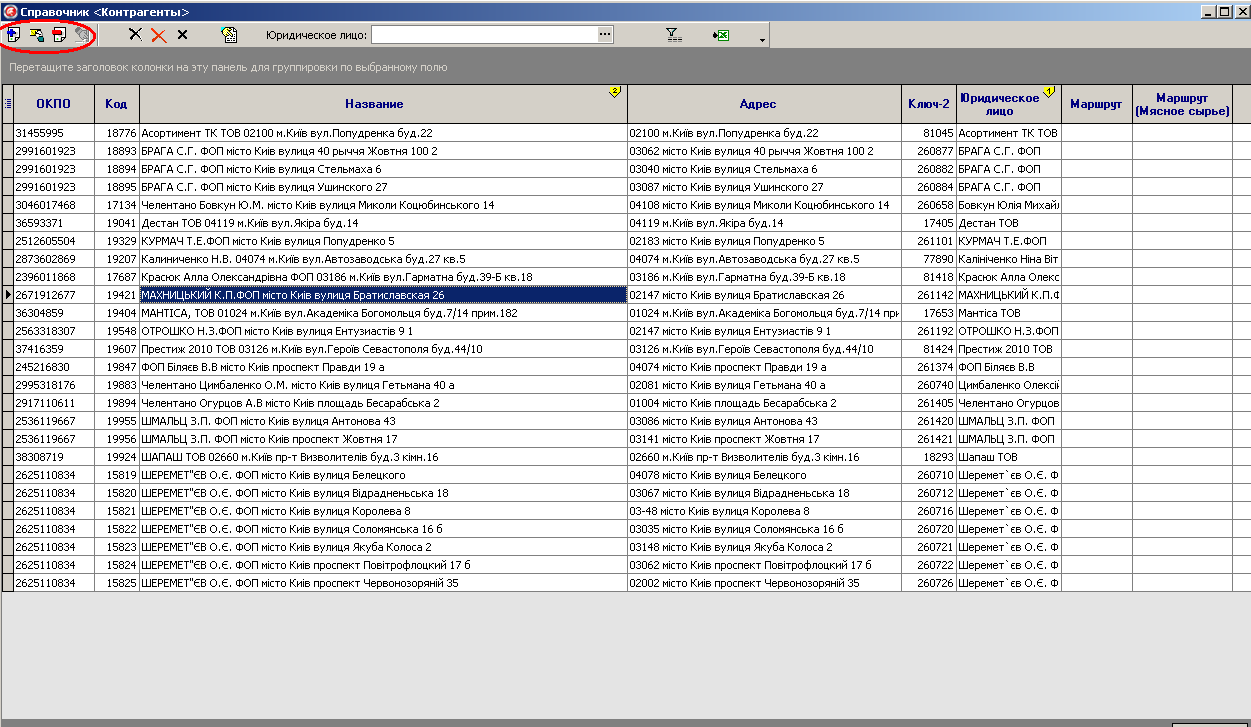 Справочник <Контрагенты>
Юридическое лицо:
Перетащите заголовок колонки на эту панель для группировки по выбранному полю
ОКПО Код Название 2 Адрес Ключ-2 Юридическое лицо 1 Маршрут Маршрут (Мясное сырье)
31455995 18776 Асортимент ТК ТОВ 02100 м.Київ вул.Попудренка буд.22 02100 м.Київ вул.Попудренка буд.22 81045 Асортимент ТК ТОВ
2991601923 18893 БРАГА С.Г. ФОП місто Київ вулиця 40 рыччя Жовтня 100 2 03062 місто Київ вулиця 40 рыччя Жовтня 100 2 260877 БРАГА С.Г. ФОП
2991601923 18894 БРАГА С.Г. ФОП місто Київ вулиця Стельмаха 6 03040 місто Київ вулиця Стельмаха 6 260882 БРАГА С.Г. ФОП
2991601923 18895 БРАГА С.Г. ФОП місто Київ вулиця Ушинского 27 03087 місто Київ вулиця Ушинского 27 260884 БРАГА С.Г. ФОП
3046017468 17134 Челентано Бовкун Ю.М. місто Київ вулиця Миколи Коцюбинського 14 04108 місто Київ вулиця Миколи Коцюбинського 14 260658 Бовкун Юлія Михай
36593371 19041 Дестан ТОВ 04119 м.Київ вул.Якіра буд.14 04119 м.Київ вул.Якіра буд.14 17405 Дестан ТОВ
2512605504 19329 КУРМАЧ Т.Е.ФОП місто Київ вулиця Попудренко 5 02183 місто Київ вулиця Попудренко 5 261101 КУРМАЧ Т.Е.ФОП
2873602869 19207 Калиниченко Н.В. 04074 м.Київ вул.Автозаводська буд.27 кв.5 04074 м.Київ вул.Автозаводська буд.27 кв.5 77890 Калініченко Ніна Віт
2396011868 17687 Красюк Алла Олександрівна ФОП 03186 м.Київ вул.Гарматна буд.39-Б кв.18 03186 м.Київ вул.Гарматна буд.39-Б кв.18 81418 Красюк Алла Олекс
2671912677 19421 МАХНИЦЬКИЙ К.П.ФОП місто Київ вулиця Братиславская 26 02147 місто Київ вулиця Братиславская 26 261142 МАХНИЦЬКИЙ К.П.Ф
36304859 19404 МАНТІСА, ТОВ 01024 м.Київ вул.Академіка Богомольця буд.7/14 прим.182 01024 м.Київ вул.Академіка Богомольця буд.7/14 при 17653 Мантіса ТОВ
2563318307 19548 ОТРОШКО Н.З.ФОП місто Київ вулиця Ентузиастів 9 1 02147 місто Київ вулиця Ентузиастів 9 1 261192 ОТРОШКО Н.З.ФОП
37416359 19607 Престиж 2010 ТОВ 03126 м.Київ вул.Героїв Севастополя буд.44/10 03126 м.Київ вул.Героїв Севастополя буд.44/10 81424 Престиж 2010 ТОВ
245216830 19847 ФОП Біляєв В.В місто Київ проспект Правди 19 а 04074 місто Київ проспект Правди 19 а 261374 ФОП Біляєв В.В
2995318176 19883 Челентано Цимбаленко О.М. місто Київ вулиця Гетьмана 40 а 02081 місто Київ вулиця Гетьмана 40 а 260740 Цимбаленко Олексій
2917110611 19894 Челентано Огурцов А.В місто Київ площадь Бесарабська 2 01004 місто Київ площадь Бесарабська 2 261405 Челентано Огурцов
2536119667 19955 ШМАЛЬЦ З.П. ФОП місто Київ вулиця Антонова 43 03086 місто Київ вулиця Антонова 43 261420 ШМАЛЬЦ З.П. ФОП
2536119667 19956 ШМАЛЬЦ З.П. ФОП місто Київ проспект Жовтня 17 03141 місто Київ проспект Жовтня 17 261421 ШМАЛЬЦ З.П. ФОП
38308719 19924 ШАПАШ ТОВ 02660 м.Київ пр-т Визволителів буд.3 кімн.16 02660 м.Київ пр-т Визволителів буд.3 кімн.16 18293 Шапаш ТОВ
2625110834 15819 ШЕРЕМЕТ"ЄВ О.Є. ФОП місто Київ вулиця Белецкого 04078 місто Київ вулиця Белецкого 260710 Шеремет`єв О.Є. Ф
2625110834 15820 ШЕРЕМЕТ"ЄВ О.Є. ФОП місто Київ вулиця Відрадненьська 18 03067 місто Київ вулиця Відрадненьська 18 260712 Шеремет`єв О.Є. Ф
2625110834 15821 ШЕРЕМЕТ"ЄВ О.Є. ФОП місто Київ вулиця Королева 8 03-48 місто Київ вулиця Королева 8 260716 Шеремет`єв О.Є. Ф
2625110834 15822 ШЕРЕМЕТ"ЄВ О.Є. ФОП місто Київ вулиця Соломянська 16 б 03035 місто Київ вулиця Соломянська 16 б 260720 Шеремет`єв О.Є. Ф
2625110834 15823 ШЕРЕМЕТ"ЄВ О.Є. ФОП місто Київ вулиця Якуба Колоса 2 03148 місто Київ вулиця Якуба Колоса 2 260721 Шеремет`єв О.Є. Ф
2625110834 15824 ШЕРЕМЕТ"ЄВ О.Є. ФОП місто Київ проспект Повітрофлоцкий 17 б 03062 місто Київ проспект Повітрофлоцкий 17 б 260722 Шеремет`єв О.Є. Ф
2625110834 15825 ШЕРЕМЕТ"ЄВ О.Є. ФОП місто Київ проспект Червонозоряній 35 02002 місто Київ проспект Червонозоряній 35 260726 Шеремет`єв О.Є. Ф